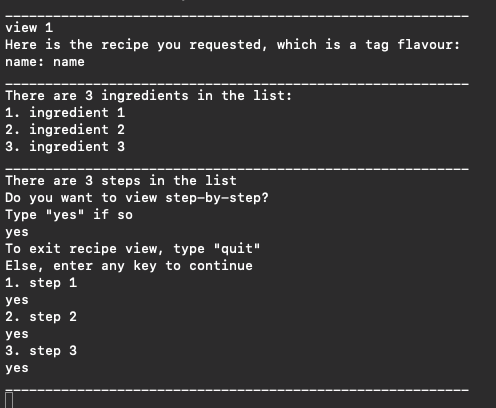 view 1
Here is the recipe you requested, which is a tag flavour:
name: name
There are 3 ingredients in the list:
1. ingredient 1
2. ingredient 2
3. ingredient 3
There are 3 steps in the list
Do you want to view step-by-step?
Type "yes" if so
yes
To exit recipe view, type "quit"
Else, enter any key to continue
1. step 1
yes
2. step 2
yes
3. step 3
yes